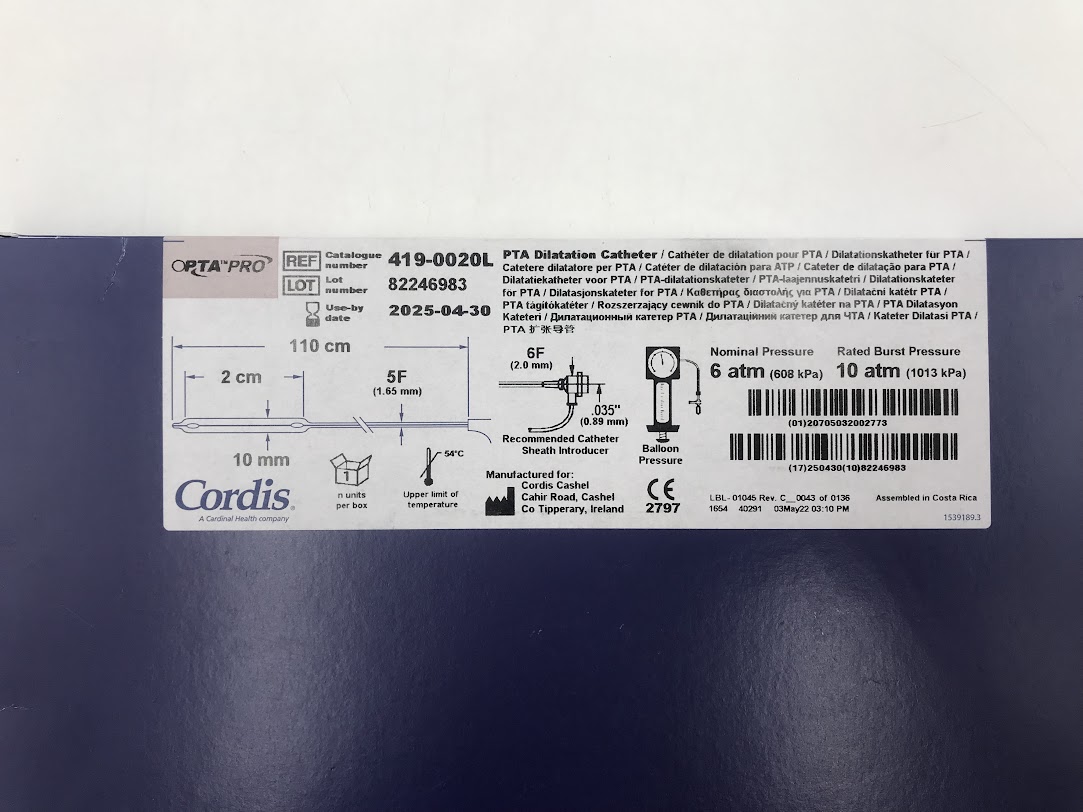 OPTA™PRO
REF Catalogue number 419-0020L
LOT Lot number 82246983
Use-by date 2025-04-30
PTA Dilatation Catheter / Cathéter de dilatation pour PTA / Dilatationskatheter für PTA /
Catetere dilatatore per PTA / Catéter de dilatación para ATP / Cateter de dilatação para PTA /
Dilatatiekatheter voor PTA / PTA-dilatationskateter / PTA-laajennuskatetri / Dilatationskateter
for PTA / Dilatasjonskateter for PTA / Καθετήρας διαστολής για PTA / Dilatační katétr PTA /
PTA tágítókatéter / Rozszerzający cewnik do PTA / Dilatačný katéter na PTA / PTA Dilatasyon
Kateteri / Дилатационный катетер PTA / Дилатаційний катетер для ЧТА / Kateter Dilatasi PTA /
PTA 扩张导管
110 cm
2 cm
5F
(1.65 mm)
10 mm
6F
(2.0 mm)
.035"
(0.89 mm)
Recommended Catheter
Sheath Introducer
Balloon
Pressure
Nominal Pressure
6 atm (608 kPa)
Rated Burst Pressure
10 atm (1013 kPa)
(01)20705032002773
(17)250430(10)82246983
Cordis®
A Cardinal Health company
1
n units
per box
54°C
Upper limit of
temperature
Manufactured for:
Cordis Cashel
Cahir Road, Cashel
Co Tipperary, Ireland
CE
2797
LBL- 01045 Rev. C__0043 of 0136
1654 40291 03May22 03:10 PM
Assembled in Costa Rica
1539189.3